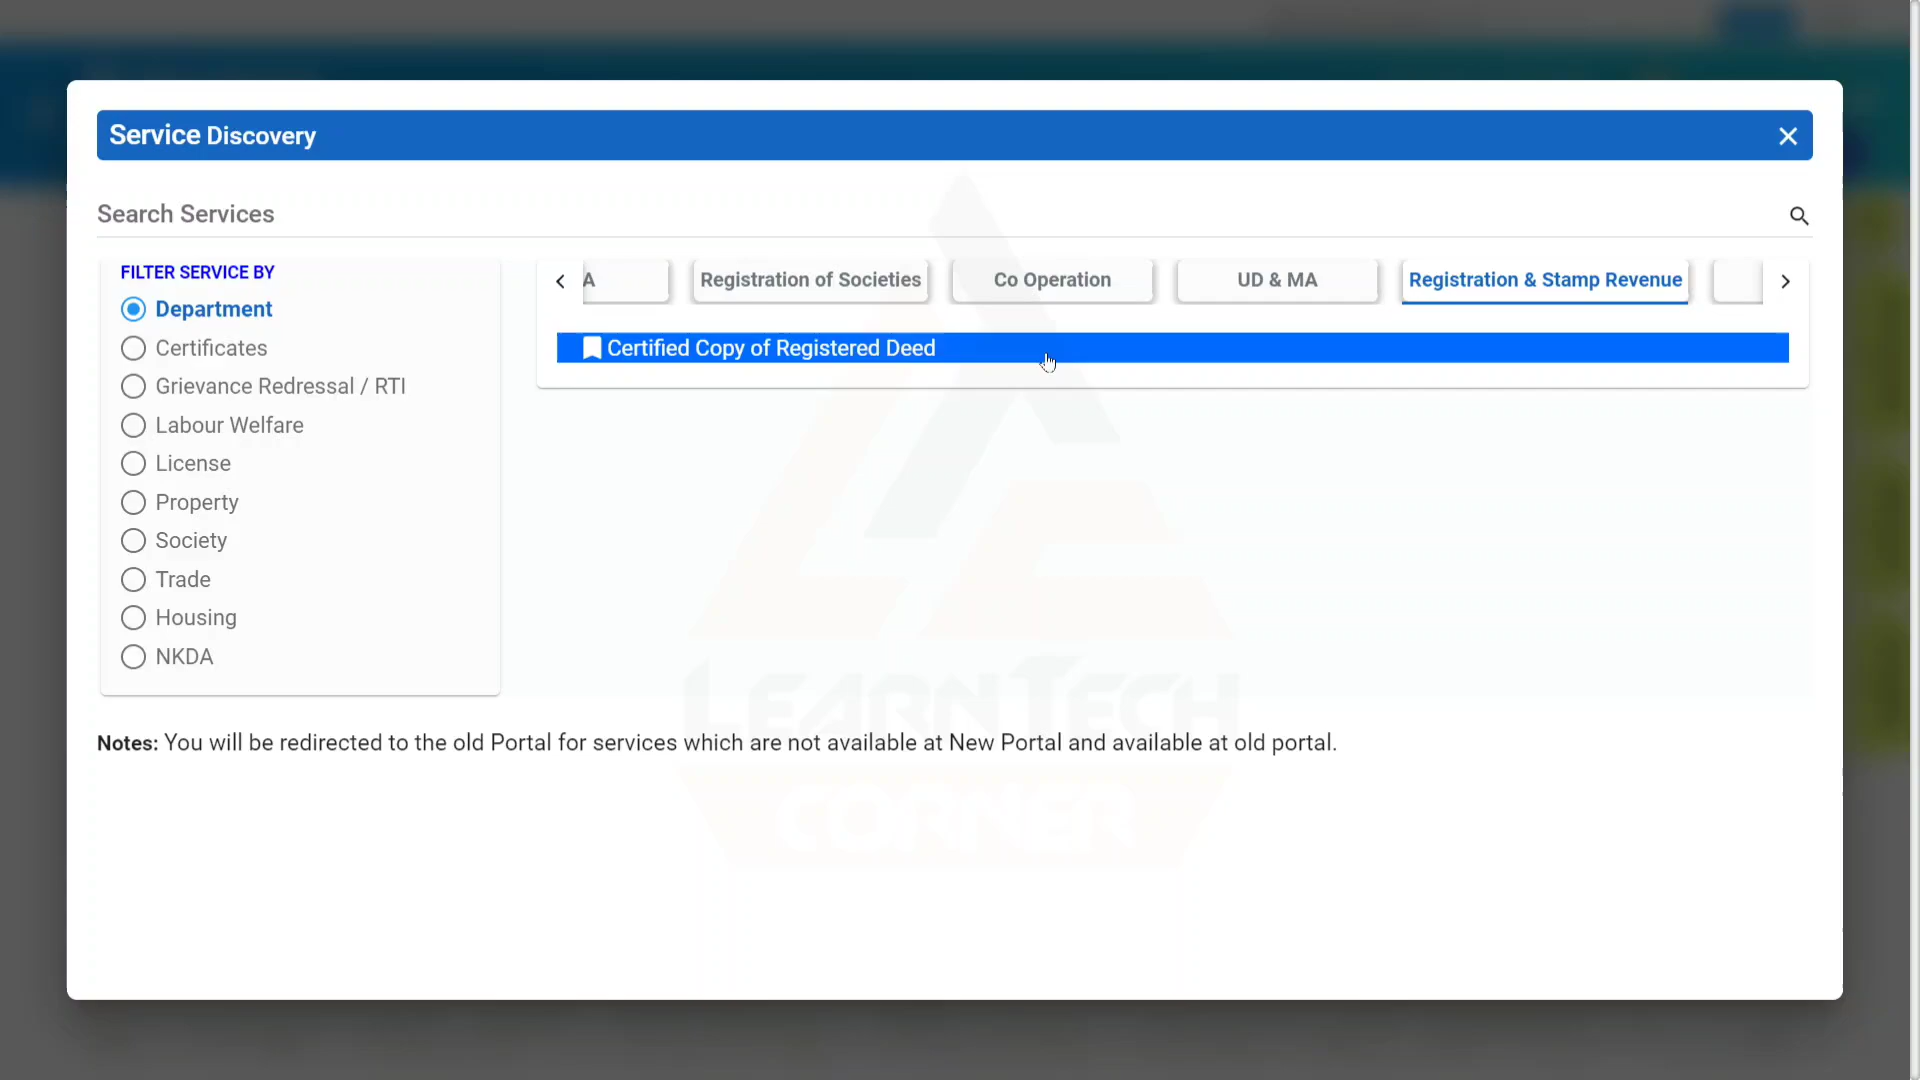 Service Discovery
Search Services
FILTER SERVICE BY
Department
Certificates
Grievance Redressal / RTI
Labour Welfare
License
Property
Society
Trade
Housing
NKDA
A
Registration of Societies
Co Operation
UD & MA
Registration & Stamp Revenue
Certified Copy of Registered Deed
Notes: You will be redirected to the old Portal for services which are not available at New Portal and available at old portal.
LEARN TECH
CORNER